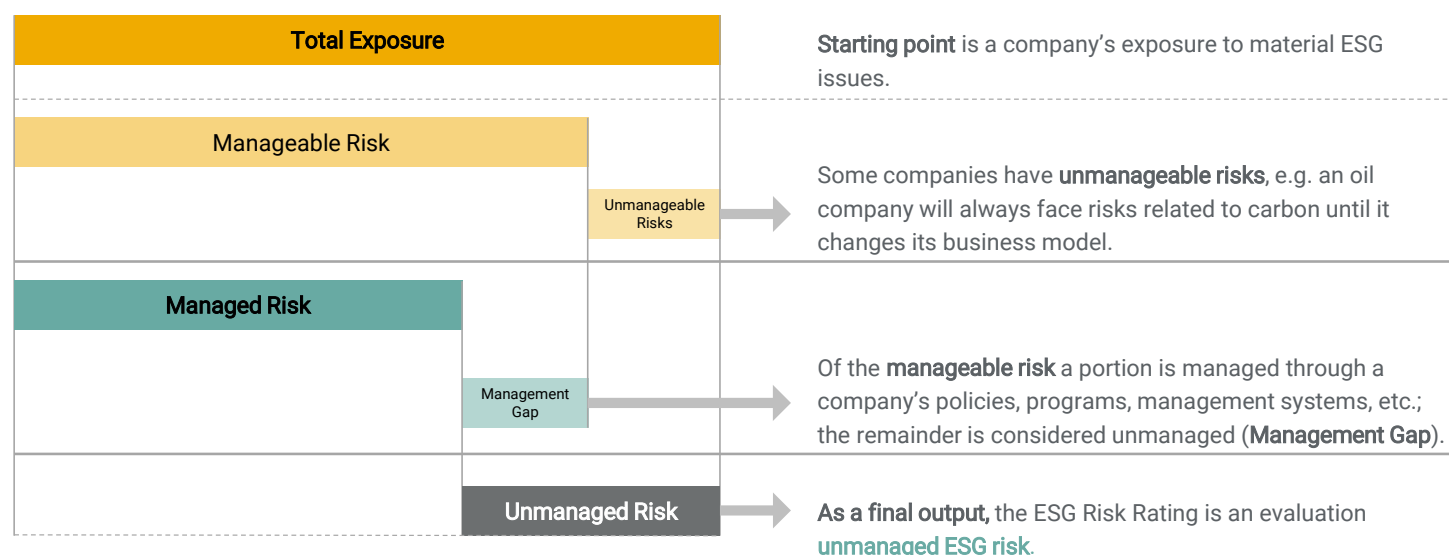 Total Exposure
Starting point is a company's exposure to material ESG
issues.
Manageable Risk
Unmanageable
Risks
Some companies have unmanageable risks, e.g. an oil
company will always face risks related to carbon until it
changes its business model.
Managed Risk
Management
Gap
Of the manageable risk a portion is managed through a
company's policies, programs, management systems, etc.;
the remainder is considered unmanaged (Management Gap).
Unmanaged Risk
As a final output, the ESG Risk Rating is an evaluation
unmanaged ESG risk.